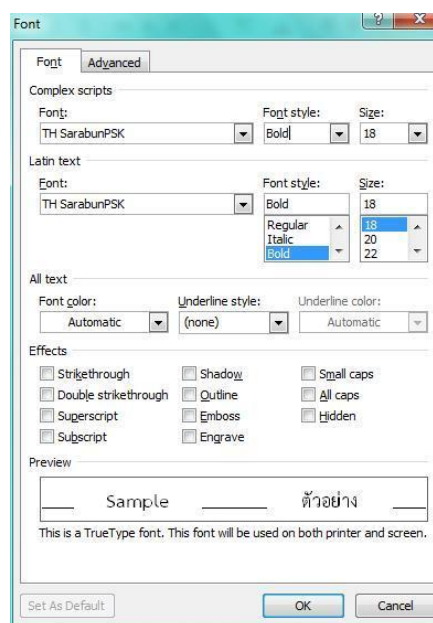 Font
Font Advanced
Complex scripts
Font: Font style: Size:
TH SarabunPSK Bold 18
Latin text
Font: Font style: Size:
TH SarabunPSK Bold 18
Regular 18
Italic 20
Bold 22
All text
Font color: Underline style: Underline color:
Automatic (none) Automatic
Effects
Strikethrough Shadow Small caps
Double strikethrough Outline All caps
Superscript Emboss Hidden
Subscript Engrave
Preview
Sample ตัวอย่าง
This is a TrueType font. This font will be used on both printer and screen.
Set As Default OK Cancel